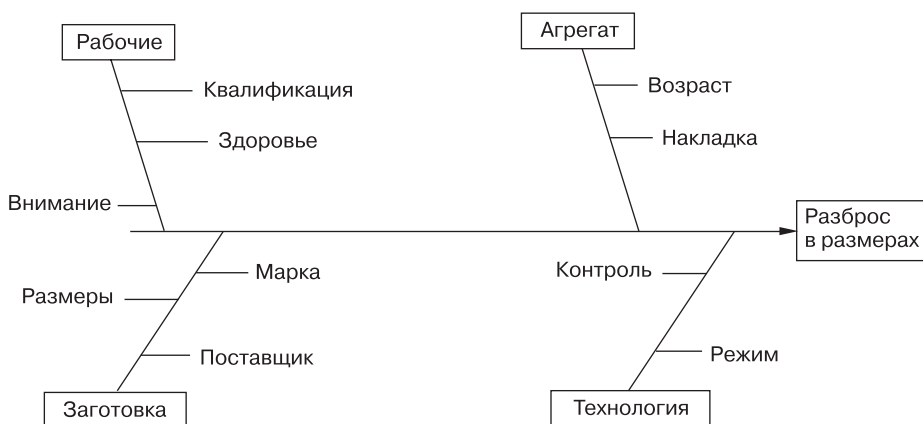 Рабочие
Агрегат
Квалификация
Возраст
Здоровье
Накладка
Внимание
Разброс
в размерах
Марка
Контроль
Размеры
Поставщик
Режим
Заготовка
Технология